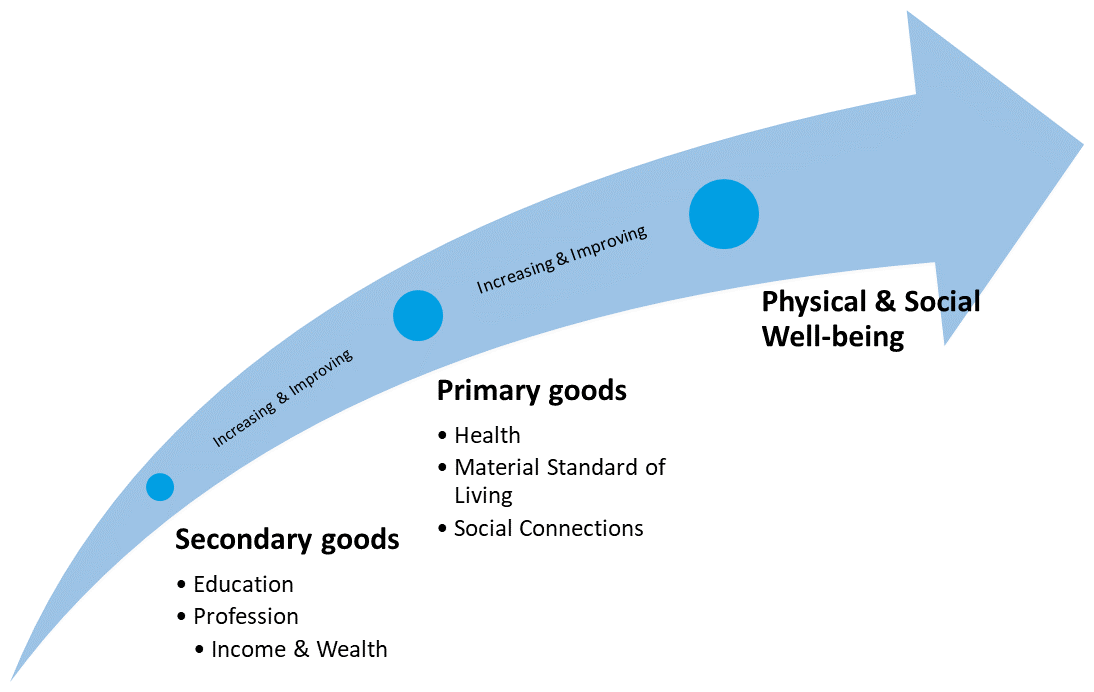 Increasing & Improving
Physical & Social
Well-being
Increasing & Improving
Primary goods
• Health
• Material Standard of
Living
• Social Connections
Secondary goods
• Education
• Profession
• Income & Wealth